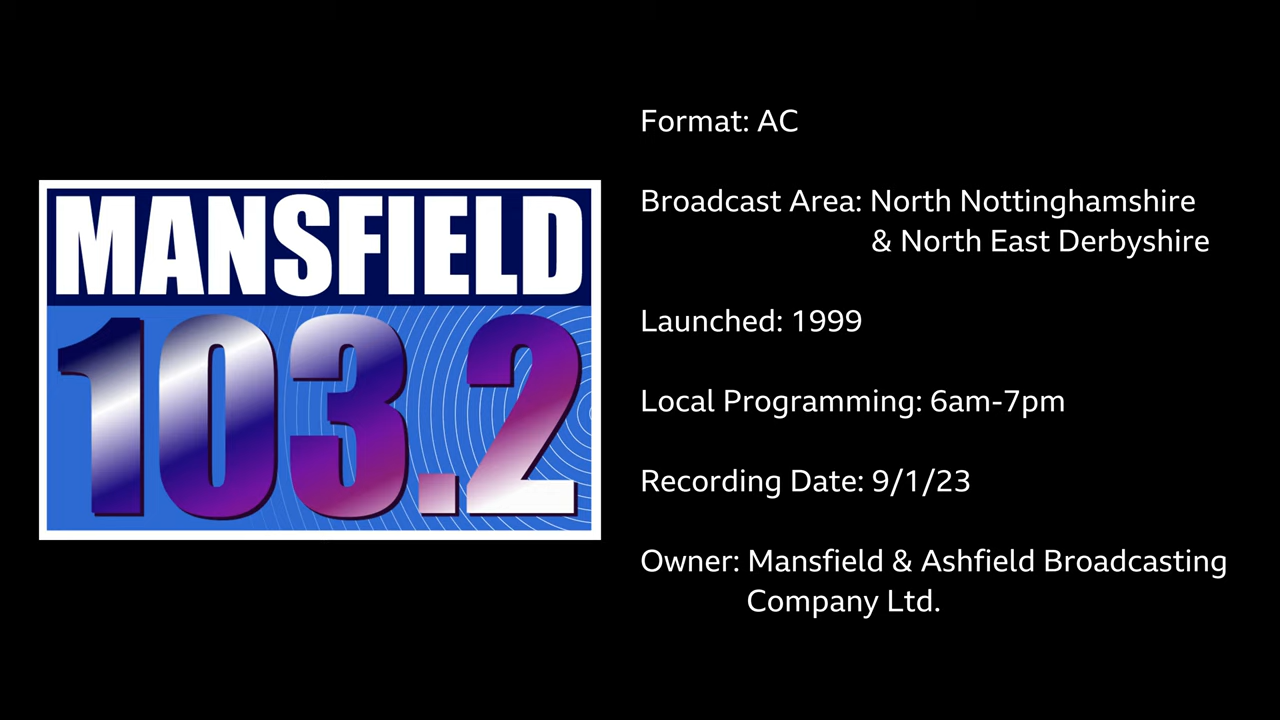 MANSFIELD
103.2
Format: AC
Broadcast Area: North Nottinghamshire
& North East Derbyshire
Launched: 1999
Local Programming: 6am-7pm
Recording Date: 9/1/23
Owner: Mansfield & Ashfield Broadcasting
Company Ltd.